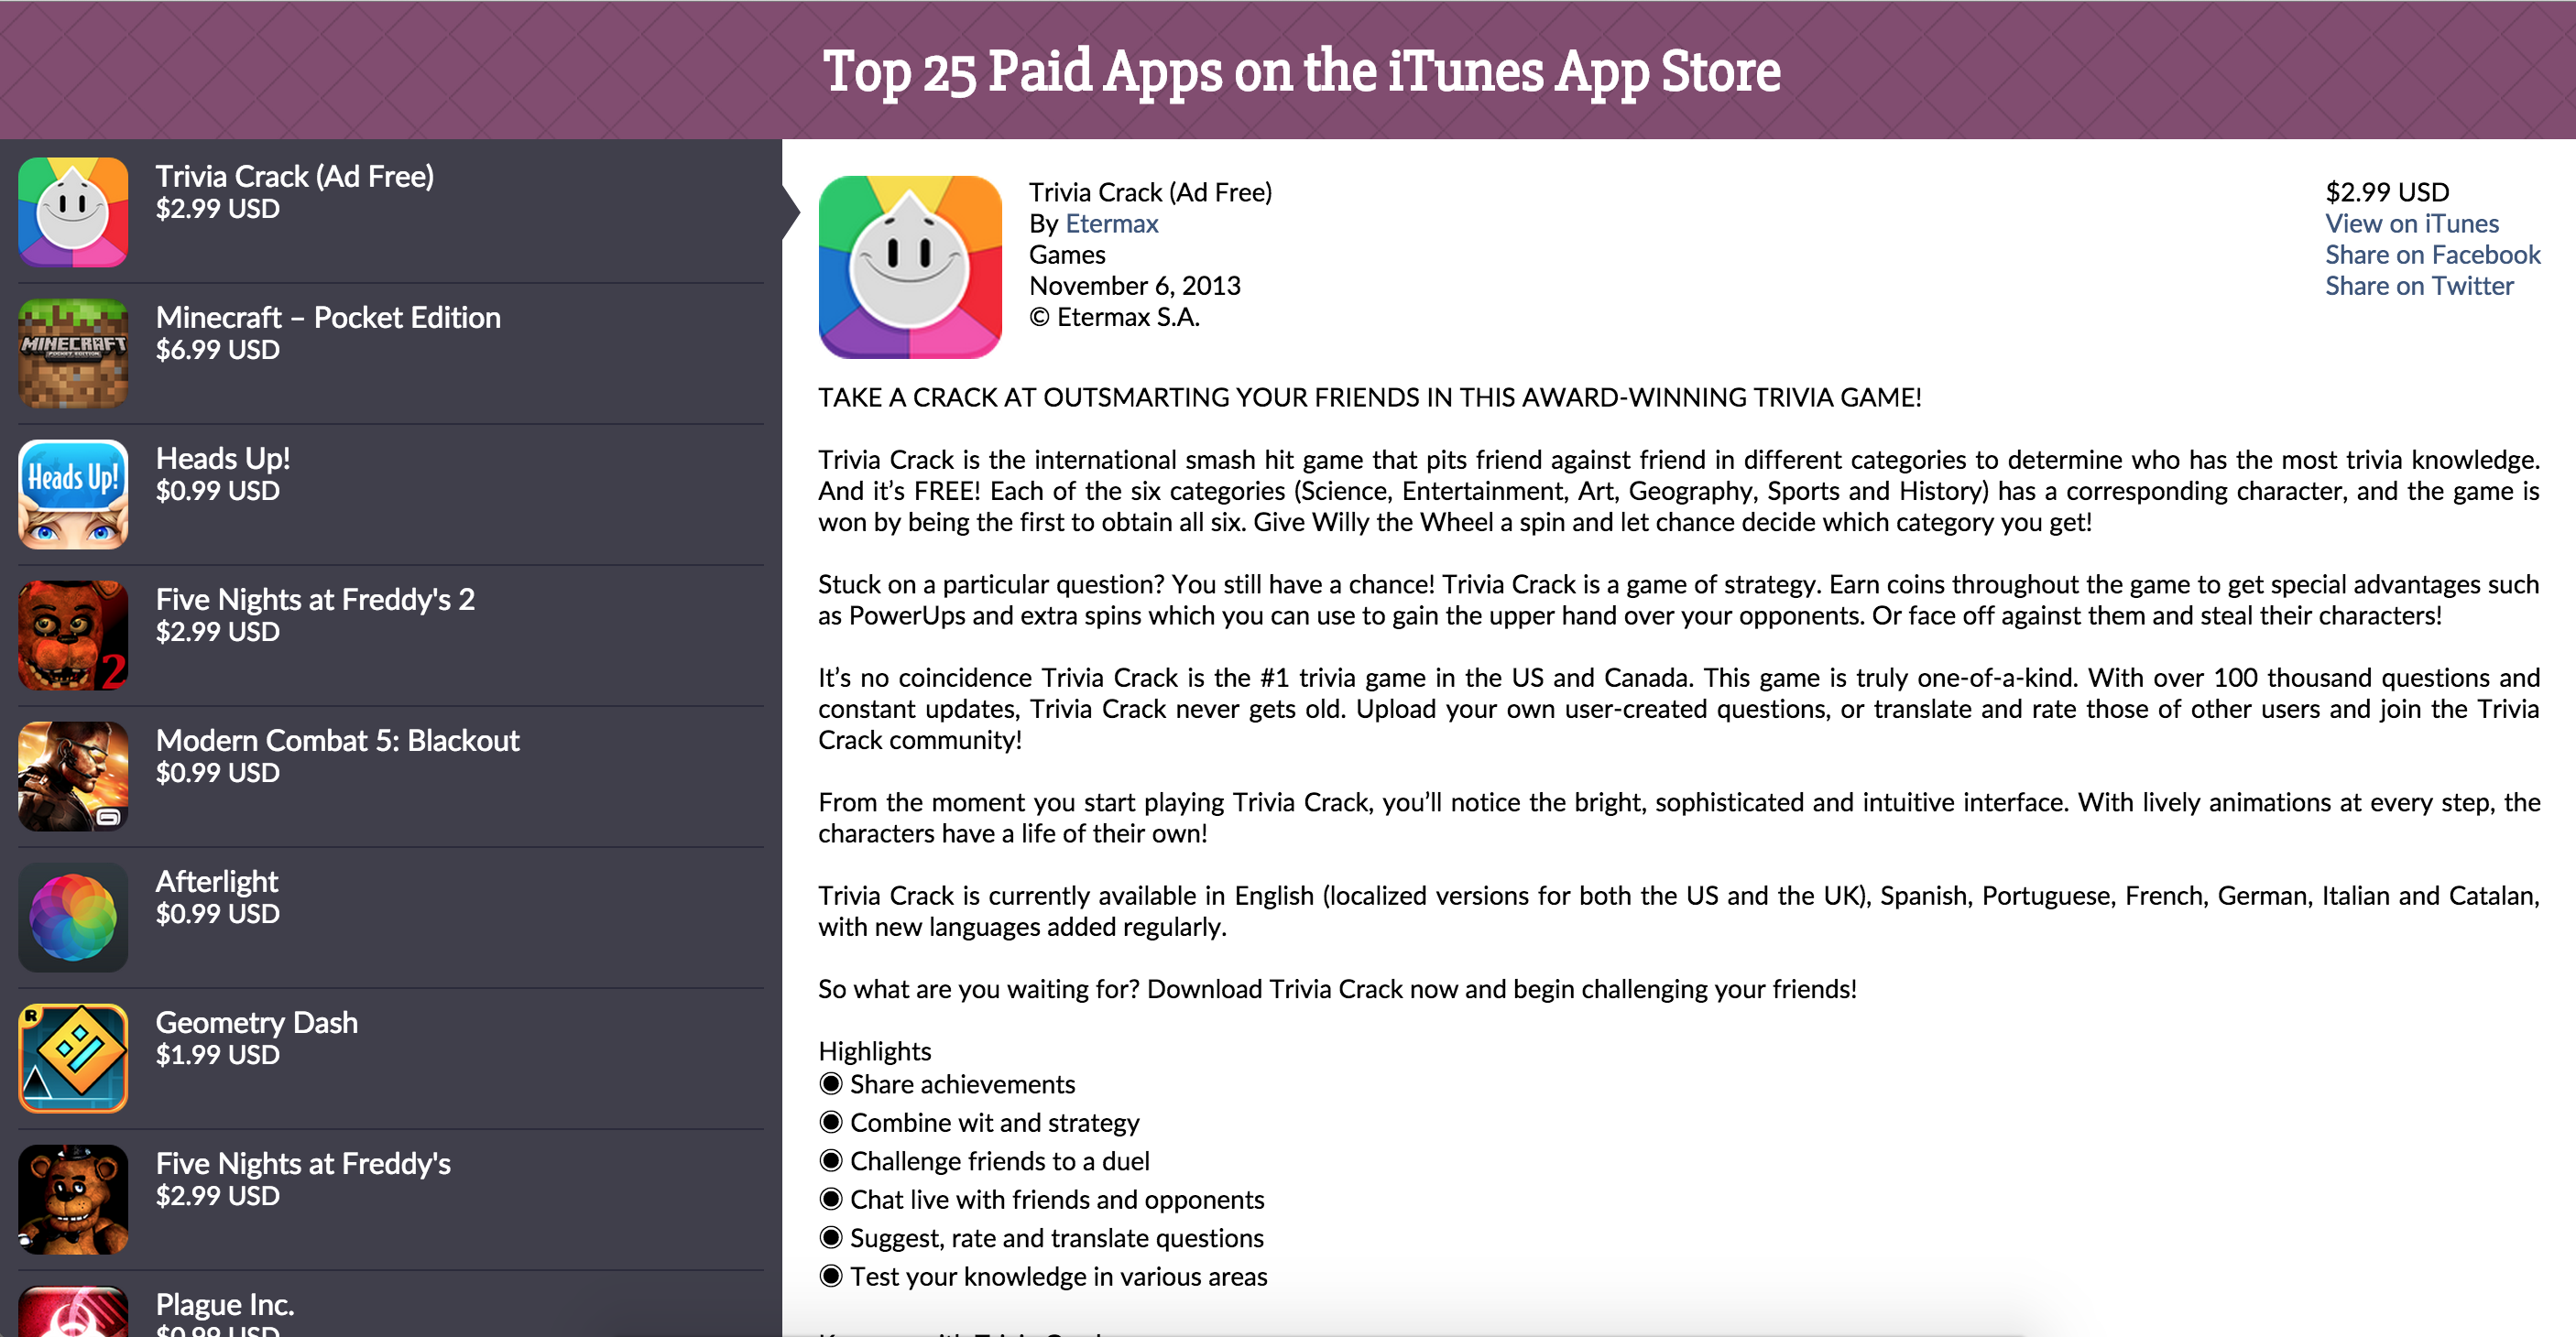 Top 25 Paid Apps on the iTunes App Store
Trivia Crack (Ad Free)
$2.99 USD
MINECRAFT
POCKET EDITION
Minecraft – Pocket Edition
$6.99 USD
Heads Up!
Heads Up!
$0.99 USD
2
Five Nights at Freddy's 2
$2.99 USD
Modern Combat 5: Blackout
$0.99 USD
Afterlight
$0.99 USD
R
Geometry Dash
$1.99 USD
Five Nights at Freddy's
$2.99 USD
Plague Inc.
$0.99 USD
Trivia Crack (Ad Free)
By Etermax
Games
November 6, 2013
© Etermax S.A.
$2.99 USD
View on iTunes
Share on Facebook
Share on Twitter
TAKE A CRACK AT OUTSMARTING YOUR FRIENDS IN THIS AWARD-WINNING TRIVIA GAME!
Trivia Crack is the international smash hit game that pits friend against friend in different categories to determine who has the most trivia knowledge.
And it’s FREE! Each of the six categories (Science, Entertainment, Art, Geography, Sports and History) has a corresponding character, and the game is
won by being the first to obtain all six. Give Willy the Wheel a spin and let chance decide which category you get!
Stuck on a particular question? You still have a chance! Trivia Crack is a game of strategy. Earn coins throughout the game to get special advantages such
as PowerUps and extra spins which you can use to gain the upper hand over your opponents. Or face off against them and steal their characters!
It’s no coincidence Trivia Crack is the #1 trivia game in the US and Canada. This game is truly one-of-a-kind. With over 100 thousand questions and
constant updates, Trivia Crack never gets old. Upload your own user-created questions, or translate and rate those of other users and join the Trivia
Crack community!
From the moment you start playing Trivia Crack, you’ll notice the bright, sophisticated and intuitive interface. With lively animations at every step, the
characters have a life of their own!
Trivia Crack is currently available in English (localized versions for both the US and the UK), Spanish, Portuguese, French, German, Italian and Catalan,
with new languages added regularly.
So what are you waiting for? Download Trivia Crack now and begin challenging your friends!
Highlights
◉ Share achievements
◉ Combine wit and strategy
◉ Challenge friends to a duel
◉ Chat live with friends and opponents
◉ Suggest, rate and translate questions
◉ Test your knowledge in various areas